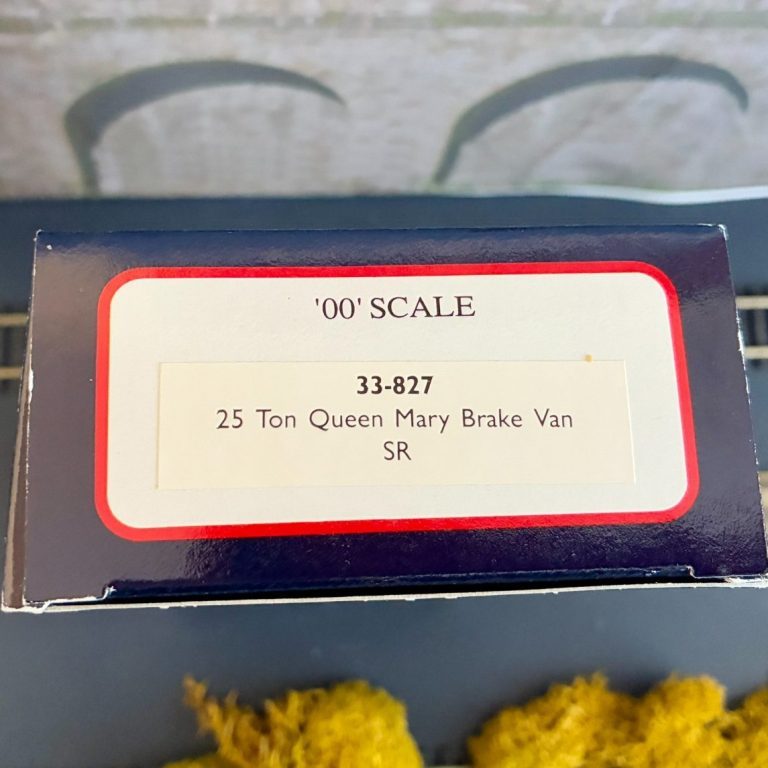 '00' SCALE
33-827
25 Ton Queen Mary Brake Van
SR